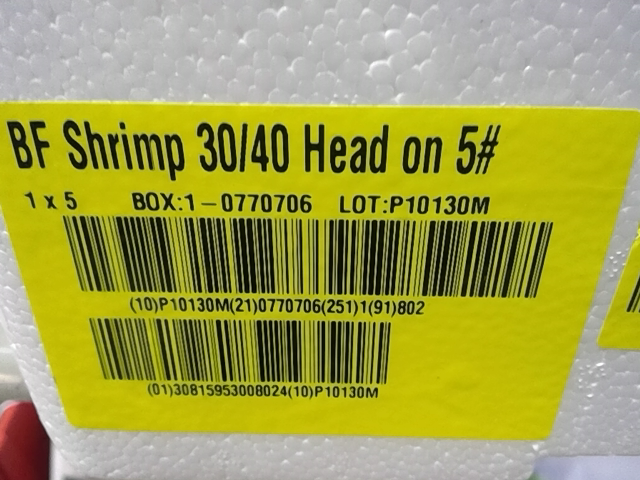 BF Shrimp 30/40 Head on 5#
1 x 5 BOX:1-0770706 LOT:P10130M
(10)P10130M(21)0770706(251)1(91)802
(01)30815953008024(10)P10130M